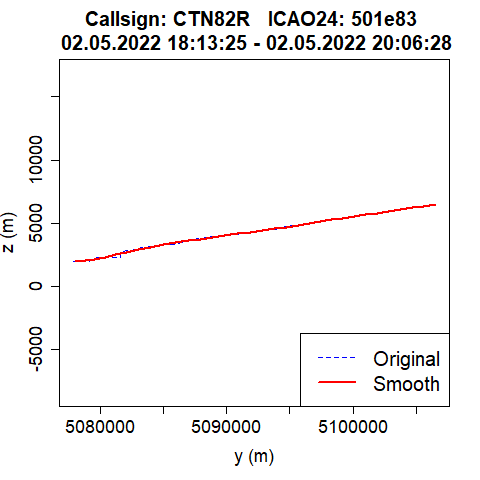 Callsign: CTN82R   ICAO24: 501e83
02.05.2022 18:13:25 - 02.05.2022 20:06:28
z (m)
10000
5000
0
-5000
Original
Smooth
5080000 5090000 5100000
y (m)